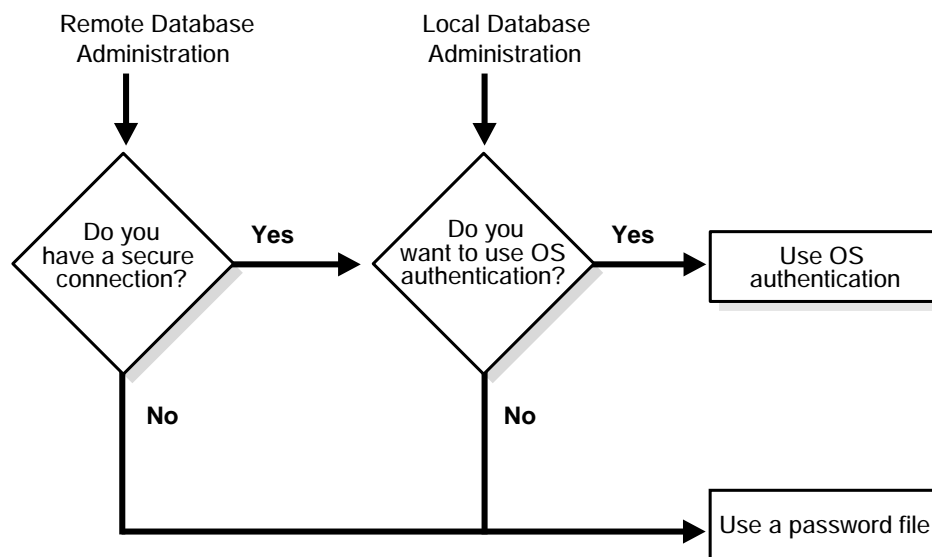 Remote Database
Administration
Local Database
Administration
Do you
have a secure
connection?
Yes
Do you
want to use OS
authentication?
Yes
Use OS
authentication
No
No
Use a password file